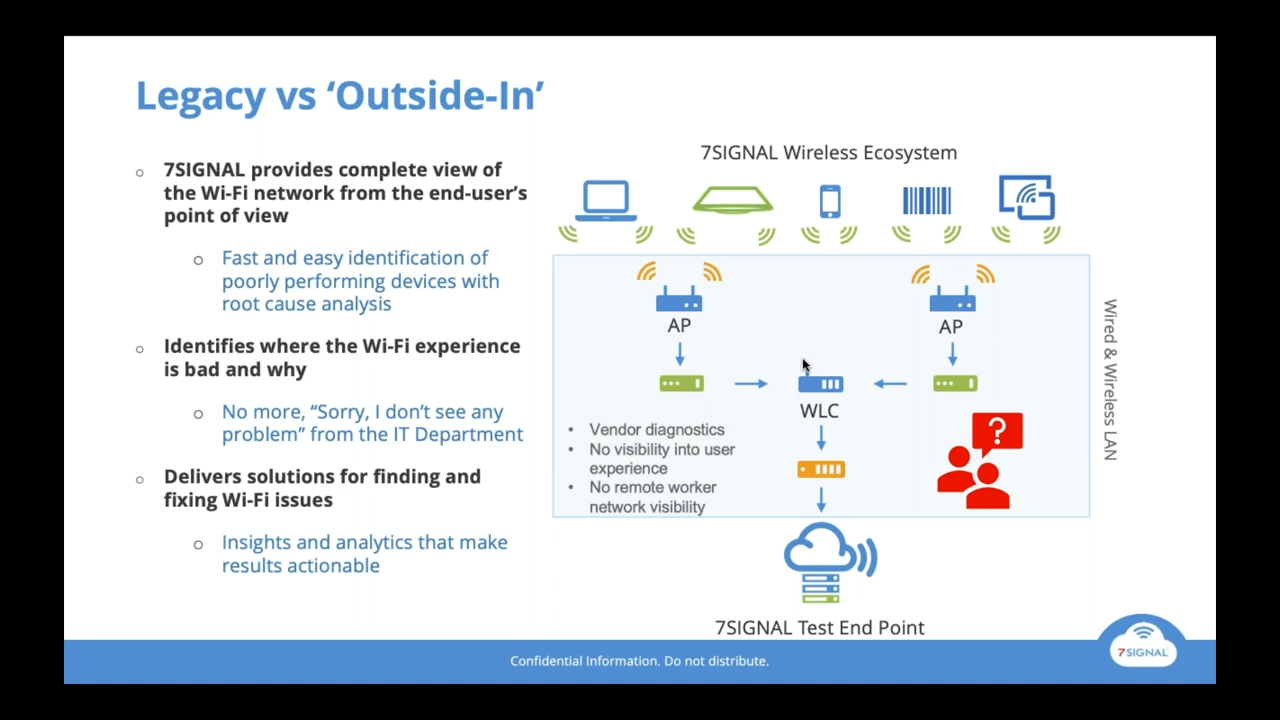 Legacy vs ‘Outside-In’
○ 7SIGNAL provides complete view of
the Wi-Fi network from the end-user’s
point of view
○ Fast and easy identification of
poorly performing devices with
root cause analysis
○ Identifies where the Wi-Fi experience
is bad and why
○ No more, “Sorry, I don’t see any
problem” from the IT Department
○ Delivers solutions for finding and
fixing Wi-Fi issues
○ Insights and analytics that make
results actionable
7SIGNAL Wireless Ecosystem
AP
AP
WLC
?
• Vendor diagnostics
• No visibility into user
experience
• No remote worker
network visibility
Wired & Wireless LAN
7SIGNAL Test End Point
Confidential Information. Do not distribute.
7SIGNAL